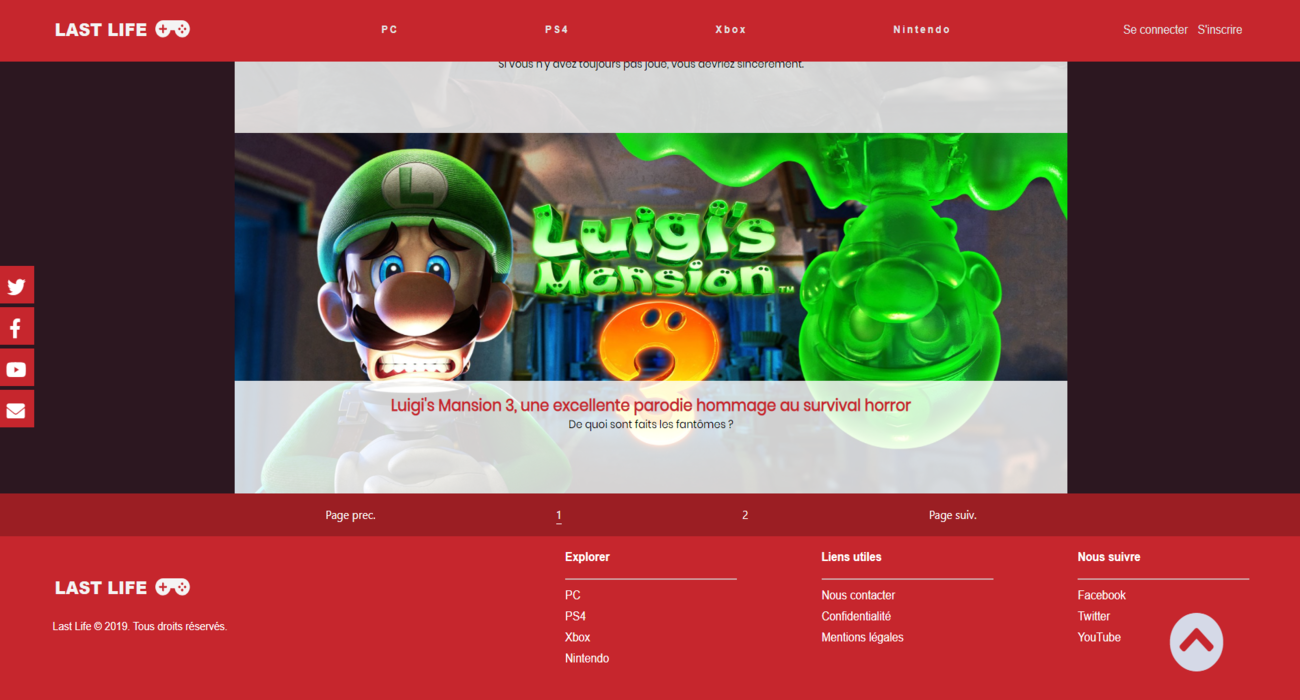 LAST LIFE
PC
PS4
Xbox
Nintendo
Se connecter S'inscrire
Si vous n'y avez toujours pas joué, vous devriez sincèrement.
L
Luigi's
Mansion™
3
Luigi's Mansion 3, une excellente parodie hommage au survival horror
De quoi sont faits les fantômes ?
Page prec.
1
2
Page suiv.
LAST LIFE
Last Life © 2019. Tous droits réservés.
Explorer
PC
PS4
Xbox
Nintendo
Liens utiles
Nous contacter
Confidentialité
Mentions légales
Nous suivre
Facebook
Twitter
YouTube